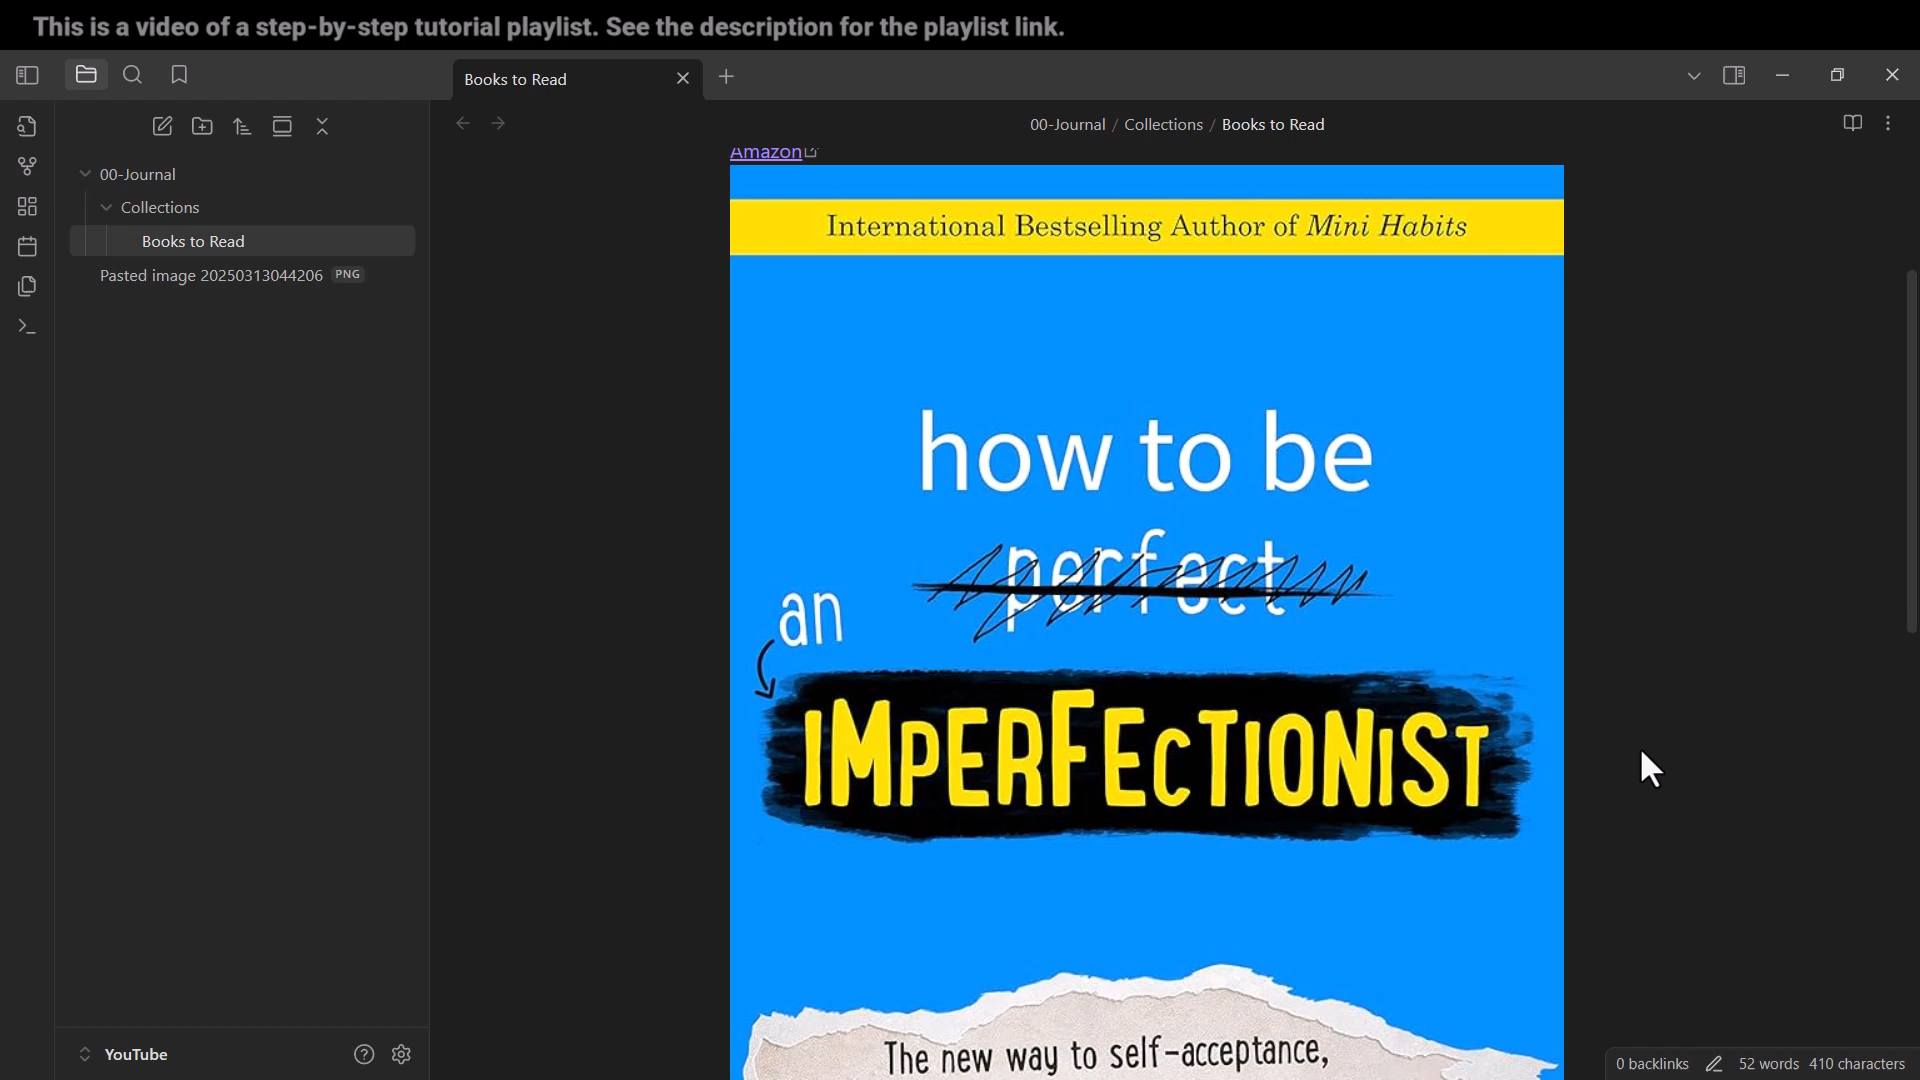 This is a video of a step-by-step tutorial playlist. See the description for the playlist link.
Books to Read
00-Journal / Collections / Books to Read
00-Journal
Collections
Books to Read
Pasted image 20250313044206 PNG
Amazon
International Bestselling Author of Mini Habits
how to be
perfect
an
IMPERFECTIONIST
The new way to self-acceptance,
YouTube
0 backlinks 52 words 410 characters